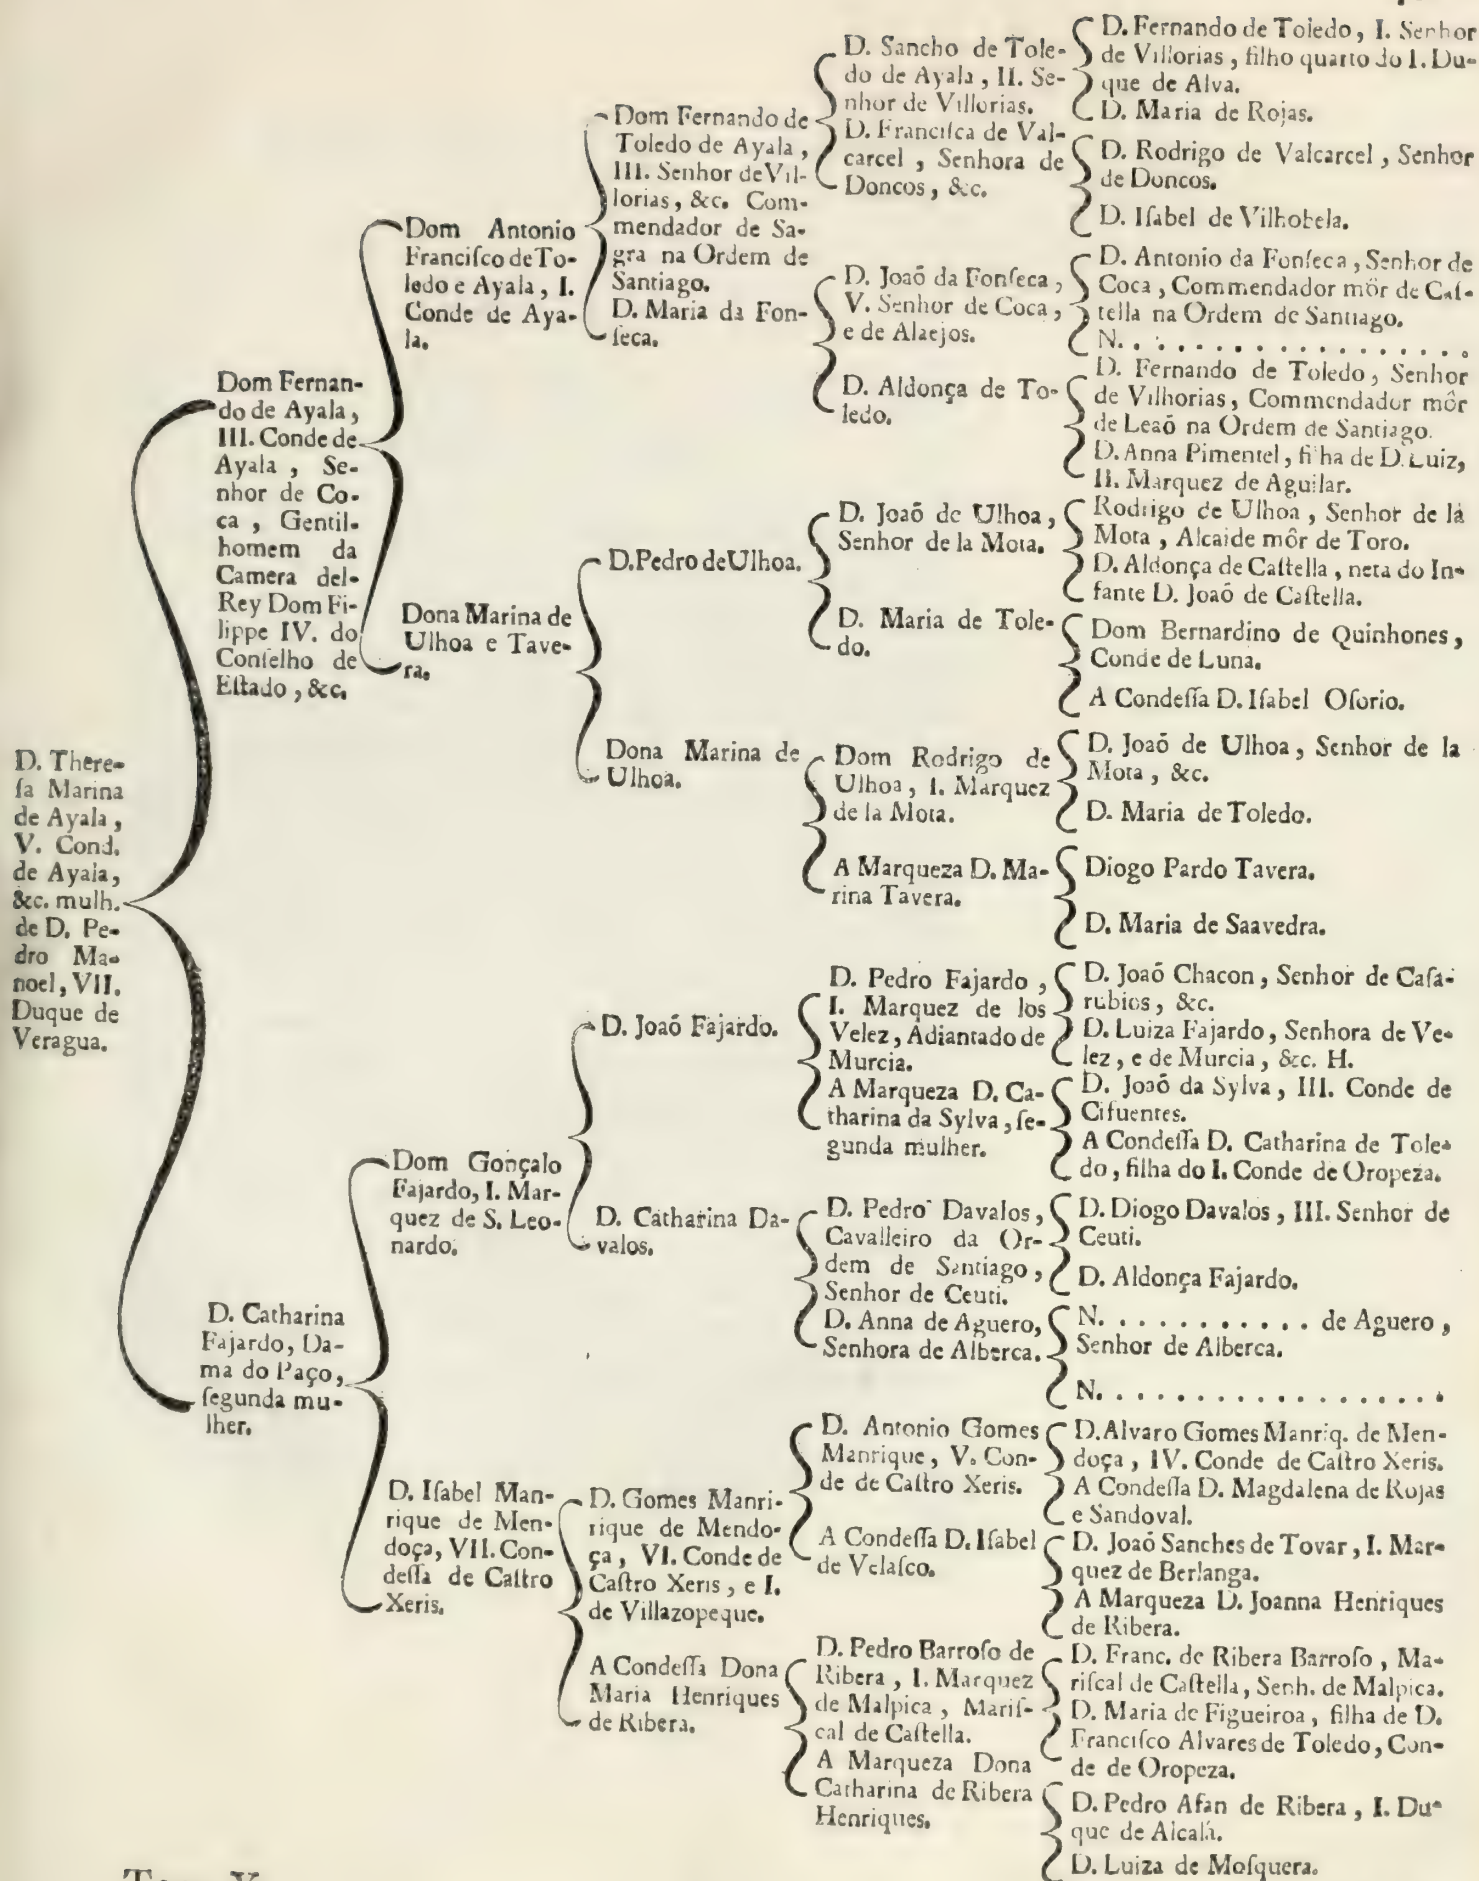 D. There-
ſa Marina
de Ayala ,
V. Cond.
de Ayala,
&c. mulh.
de D. Pe-
dro Ma-
noel, VII.
Duque de
Veragua.
Dom Fernan-
do de Ayala ,
III. Conde de
Ayala , Se-
nhor de Co-
ca , Gentil-
homem da
Camera del-
Rey Dom Fi-
lippe IV. do
Conſelho de
Eſtado , &c.
D. Catharina
Fajardo, Da-
ma do Paço,
ſegunda mu-
lher.
Dom Antonio
Franciſco de To-
ledo e Ayala , I.
Conde de Aya-
la.
Dona Marina de
Ulhoa e Tave-
ra.
Dom Gonçalo
Fajardo, I. Mar-
quez de S. Leo-
nardo.
D. Iſabel Man-
rique de Men-
doça, VII. Con-
deſſa de Caſtro
Xeris.
Dom Fernando de
Toledo de Ayala ,
III. Senhor de Vil-
lorias, &c. Com-
mendador de Sa-
gra na Ordem de
Santiago.
D. Maria da Fon-
ſeca.
D. Pedro de Ulhoa.
Dona Marina de
Ulhoa.
D. Joaõ Fajardo.
D. Catharina Da-
valos.
D. Gomes Manri-
rique de Mendo-
ça , VI. Conde de
Caſtro Xeris , e I.
de Villazopeque.
A Condeſſa Dona
Maria Henriques
de Ribera.
D. Sancho de Tole-
do de Ayala , II. Se-
nhor de Villorias.
D. Franciſca de Val-
carcel , Senhora de
Doncos, &c.
D. Joaõ da Fonſeca ,
V. Senhor de Coca ,
e de Alaejos.
D. Aldonça de To-
ledo.
D. Joaõ de Ulhoa,
Senhor de la Mota.
D. Maria de Tole-
do.
Dom Rodrigo de
Ulhoa, I. Marquez
de la Mota.
A Marqueza D. Ma-
rina Tavera.
D. Pedro Fajardo ,
I. Marquez de los
Velez, Adiantado de
Murcia.
A Marqueza D. Ca-
tharina da Sylva, ſe-
gunda mulher.
D. Pedro Davalos,
Cavalleiro da Or-
dem de Santiago ,
Senhor de Ceuti.
D. Anna de Aguero,
Senhora de Alberca.
D. Antonio Gomes
Manrique , V. Con-
de de Caſtro Xeris.
A Condeſſa D. Iſabel
de Velaſco.
D. Pedro Barroſo de
Ribera , I. Marquez
de Malpica , Mariſ-
cal de Caſtella.
A Marqueza Dona
Catharina de Ribera
Henriques.
D. Fernando de Toledo , I. Senhor
de Villorias , filho quarto do I. Du-
que de Alva.
D. Maria de Rojas.
D. Rodrigo de Valcarcel , Senhor
de Doncos.
D. Iſabel de Vilhobela.
D. Antonio da Fonſeca , Senhor de
Coca , Commendador môr de Caſ-
tella na Ordem de Santiago.
N. . . . . . . . . . . . . . . . . .
D. Fernando de Toledo , Senhor
de Vilhorias, Commendador môr
de Leaõ na Ordem de Santiago.
D. Anna Pimentel, filha de D. Luiz,
II. Marquez de Aguilar.
Rodrigo de Ulhoa , Senhor de la
Mota , Alcaide môr de Toro.
D. Aldonça de Caſtella , neta do In-
fante D. Joaõ de Caſtella.
Dom Bernardino de Quinhones ,
Conde de Luna.
A Condeſſa D. Iſabel Oſorio.
D. Joaõ de Ulhoa, Senhor de la
Mota , &c.
D. Maria de Toledo.
Diogo Pardo Tavera.
D. Maria de Saavedra.
D. Joaõ Chacon , Senhor de Caſa-
rubios, &c.
D. Luiza Fajardo, Senhora de Ve-
lez, e de Murcia, &c. H.
D. Joaõ da Sylva, III. Conde de
Cifuentes.
A Condeſſa D. Catharina de Tole-
do, filha do I. Conde de Oropeza.
D. Diogo Davalos, III. Senhor de
Ceuti.
D. Aldonça Fajardo.
N. . . . . . . . . . . de Aguero ,
Senhor de Alberca.
N. . . . . . . . . . . . . . . . . .
D. Alvaro Gomes Manriq. de Men-
doça , IV. Conde de Caſtro Xeris.
A Condeſſa D. Magdalena de Rojas
e Sandoval.
D. Joaõ Sanches de Tovar , I. Mar-
quez de Berlanga.
A Marqueza D. Joanna Henriques
de Ribera.
D. Franc. de Ribera Barroſo , Ma-
riſcal de Caſtella, Senh. de Malpica.
D. Maria de Figueiroa, filha de D.
Franciſco Alvares de Toledo, Con-
de de Oropeza.
D. Pedro Afan de Ribera , I. Du-
que de Alcalá.
D. Luiza de Moſquera.